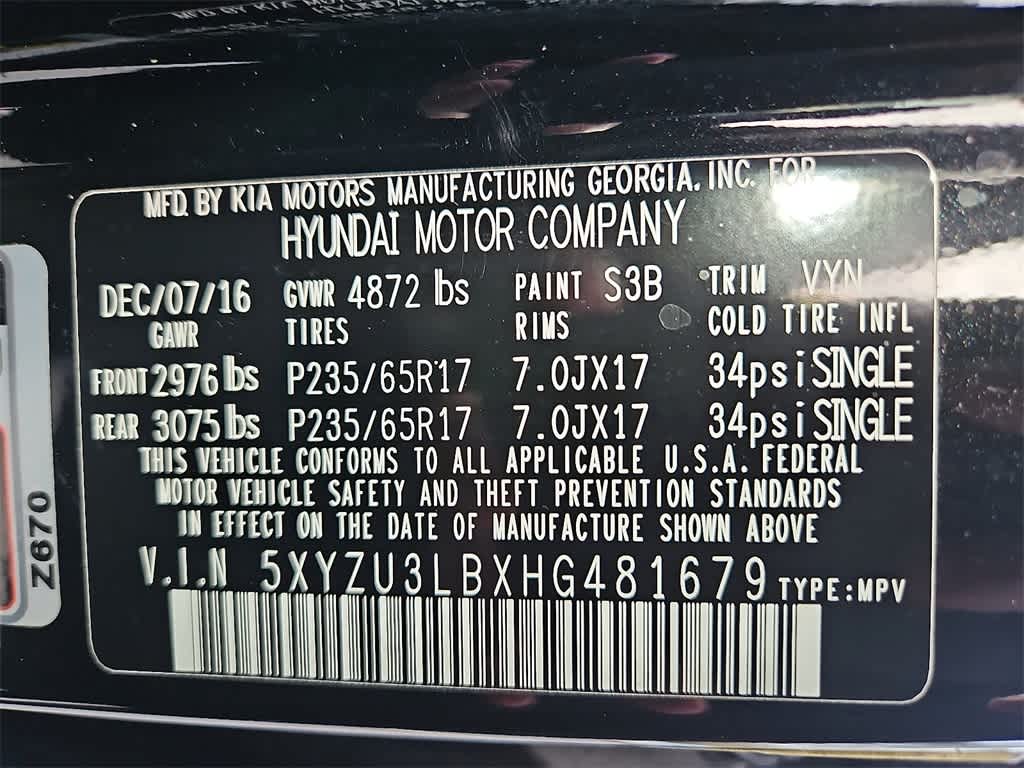 MFD. BY KIA MOTORS MANUFACTURING GEORGIA, INC. FOR
HYUNDAI MOTOR COMPANY
DEC/07/16 GVWR 4872 lbs PAINT S3B TRIM VYN
GAWR TIRES RIMS COLD TIRE INFL
FRONT 2976 lbs P235/65R17 7.0JX17 34psi SINGLE
REAR 3075 lbs P235/65R17 7.0JX17 34psi SINGLE
THIS VEHICLE CONFORMS TO ALL APPLICABLE U.S.A. FEDERAL
MOTOR VEHICLE SAFETY AND THEFT PREVENTION STANDARDS
IN EFFECT ON THE DATE OF MANUFACTURE SHOWN ABOVE
V.I.N 5XYZU3LBXHG481679 TYPE:MPV
Z670